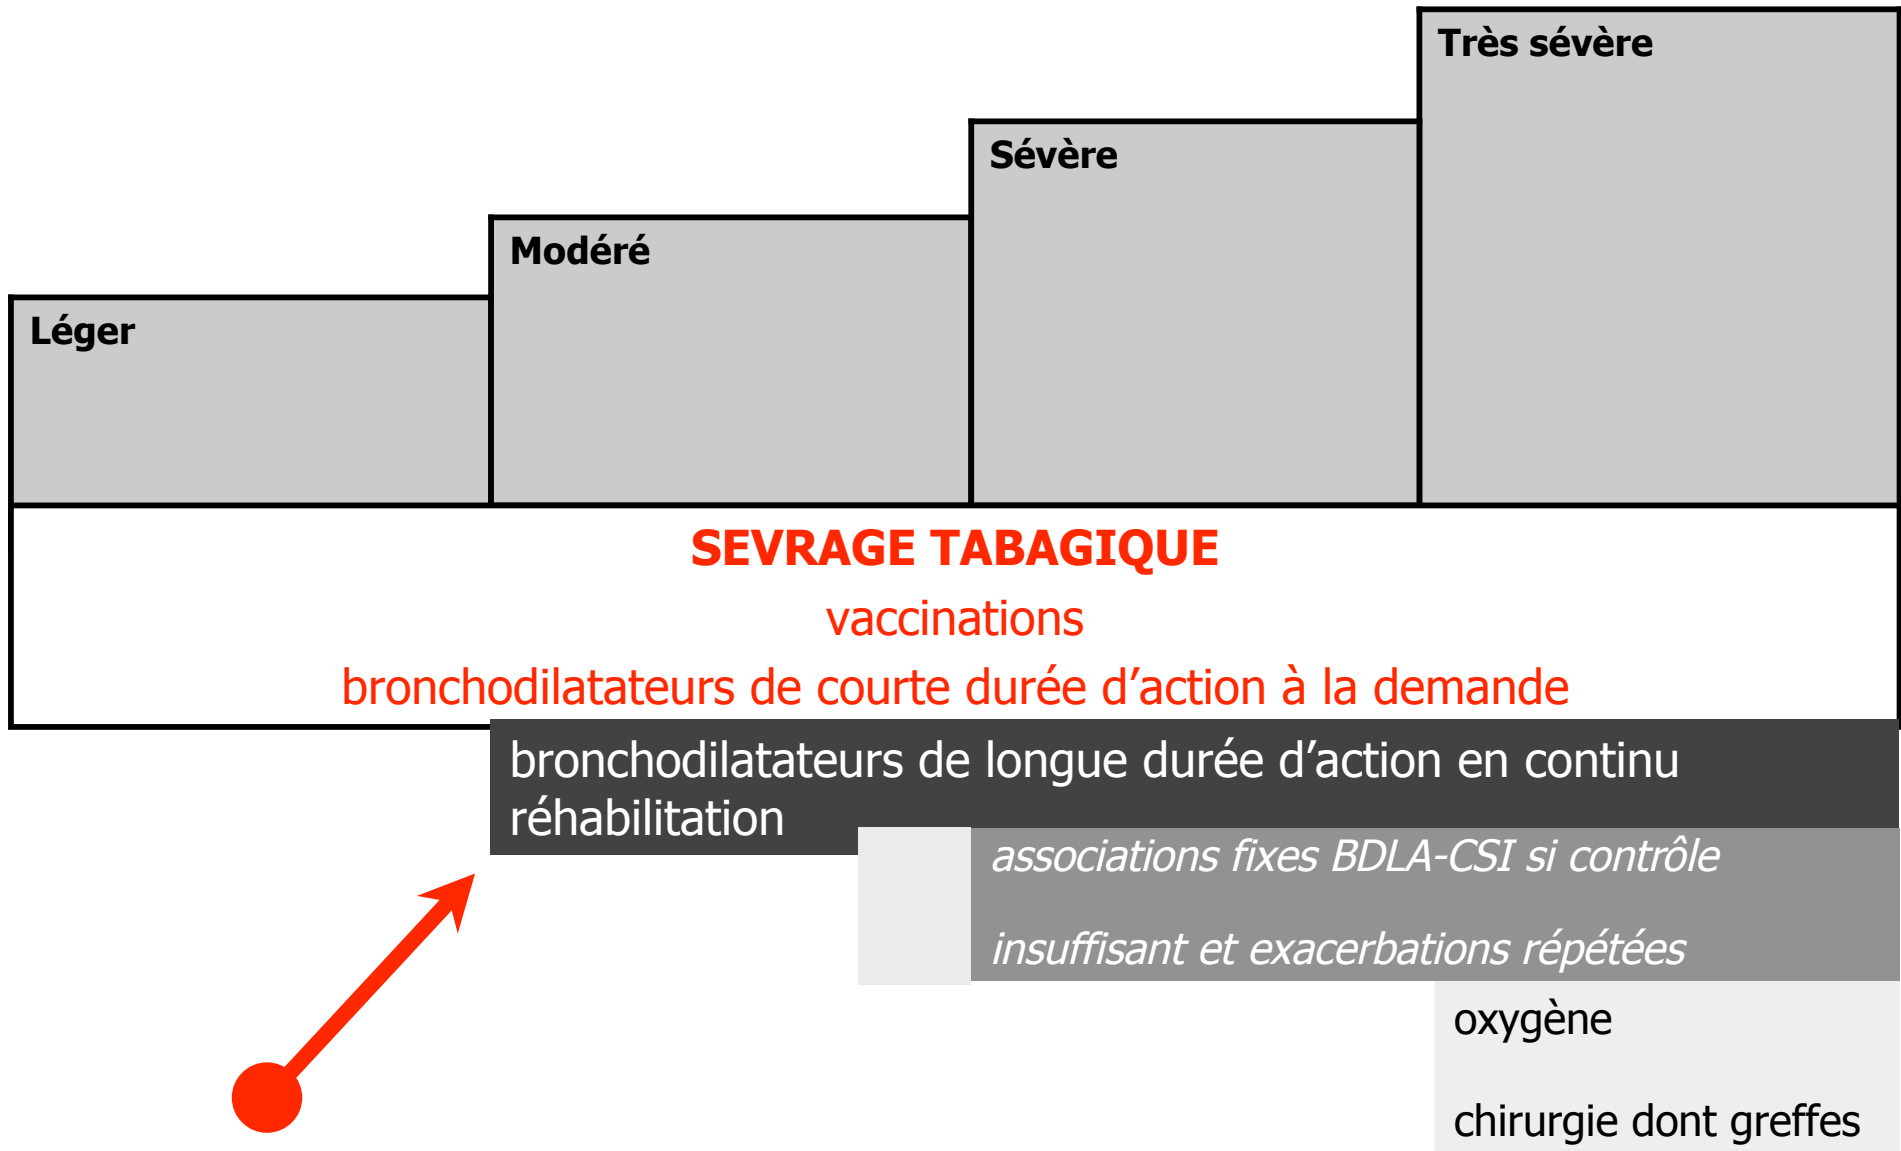 Très sévère
Sévère
Modéré
Léger
SEVRAGE TABAGIQUE
vaccinations
bronchodilatateurs de courte durée d’action à la demande
bronchodilatateurs de longue durée d’action en continu
réhabilitation
associations fixes BDLA-CSI si contrôle
insuffisant et exacerbations répétées
oxygène
chirurgie dont greffes